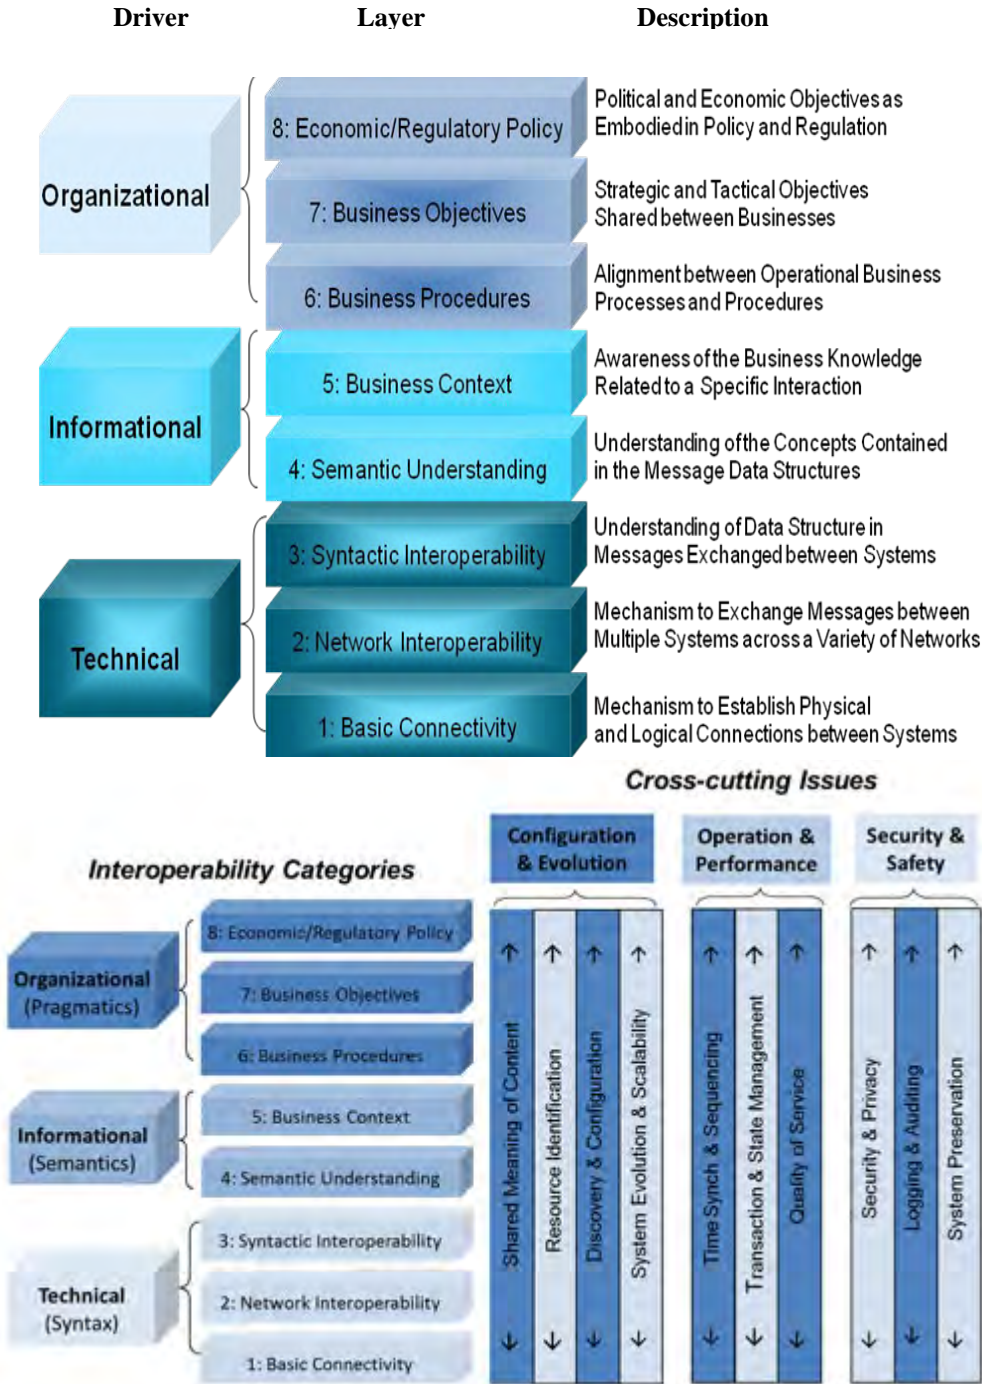 Driver Layer Description
Organizational
8: Economic/Regulatory Policy
Political and Economic Objectives as
Embodied in Policy and Regulation
7: Business Objectives
Strategic and Tactical Objectives
Shared between Businesses
6: Business Procedures
Alignment between Operational Business
Processes and Procedures
Informational
5: Business Context
Awareness of the Business Knowledge
Related to a Specific Interaction
4: Semantic Understanding
Understanding of the Concepts Contained
in the Message Data Structures
Technical
3: Syntactic Interoperability
Understanding of Data Structure in
Messages Exchanged between Systems
2: Network Interoperability
Mechanism to Exchange Messages between
Multiple Systems across a Variety of Networks
1: Basic Connectivity
Mechanism to Establish Physical
and Logical Connections between Systems
Cross-cutting Issues
Interoperability Categories
Configuration
& Evolution
Operation &
Performance
Security &
Safety
Organizational
(Pragmatics)
8: Economic/Regulatory Policy
7: Business Objectives
6: Business Procedures
Informational
(Semantics)
5: Business Context
4: Semantic Understanding
Technical
(Syntax)
3: Syntactic Interoperability
2: Network Interoperability
1: Basic Connectivity
Shared Meaning of Content
Resource Identification
Discovery & Configuration
System Evolution & Scalability
Time Synch & Sequencing
Transaction & State Management
Quality of Service
Security & Privacy
Logging & Auditing
System Preservation